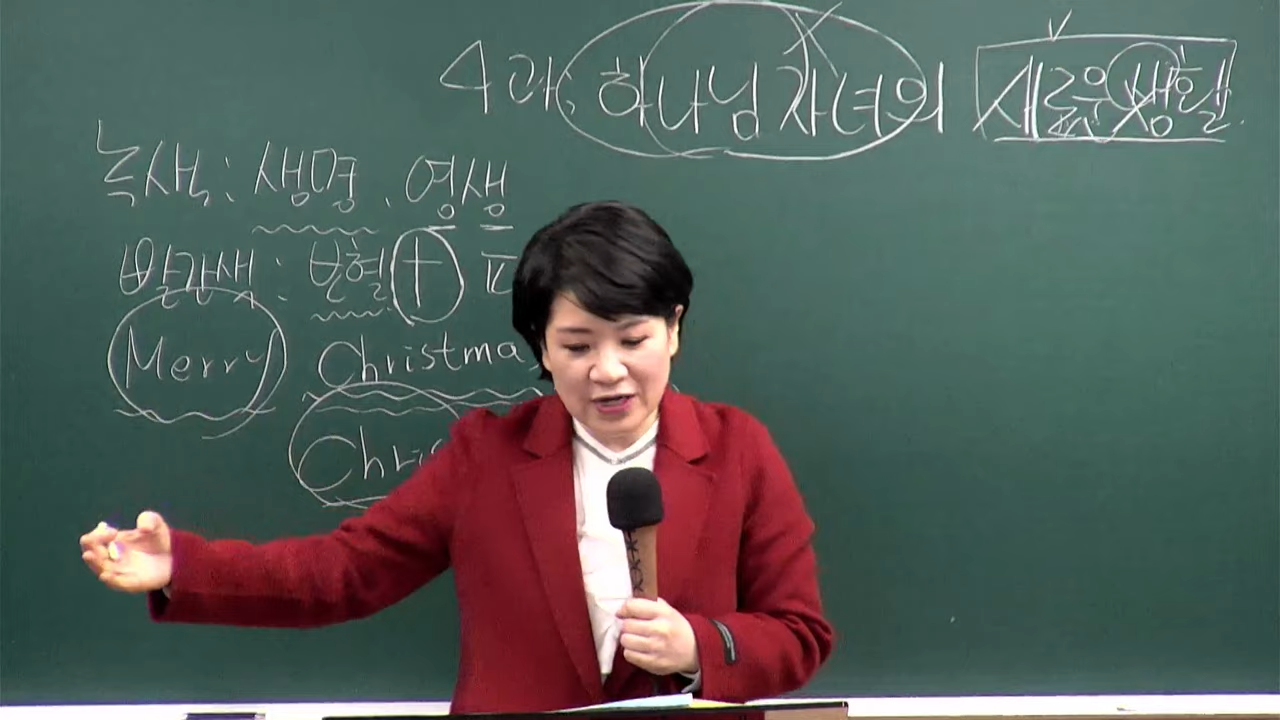 4과; 하나님 자녀의 새로운 생활.
녹색: 생명. 영생
빨간색: 보혈
Merry Christma
Chris